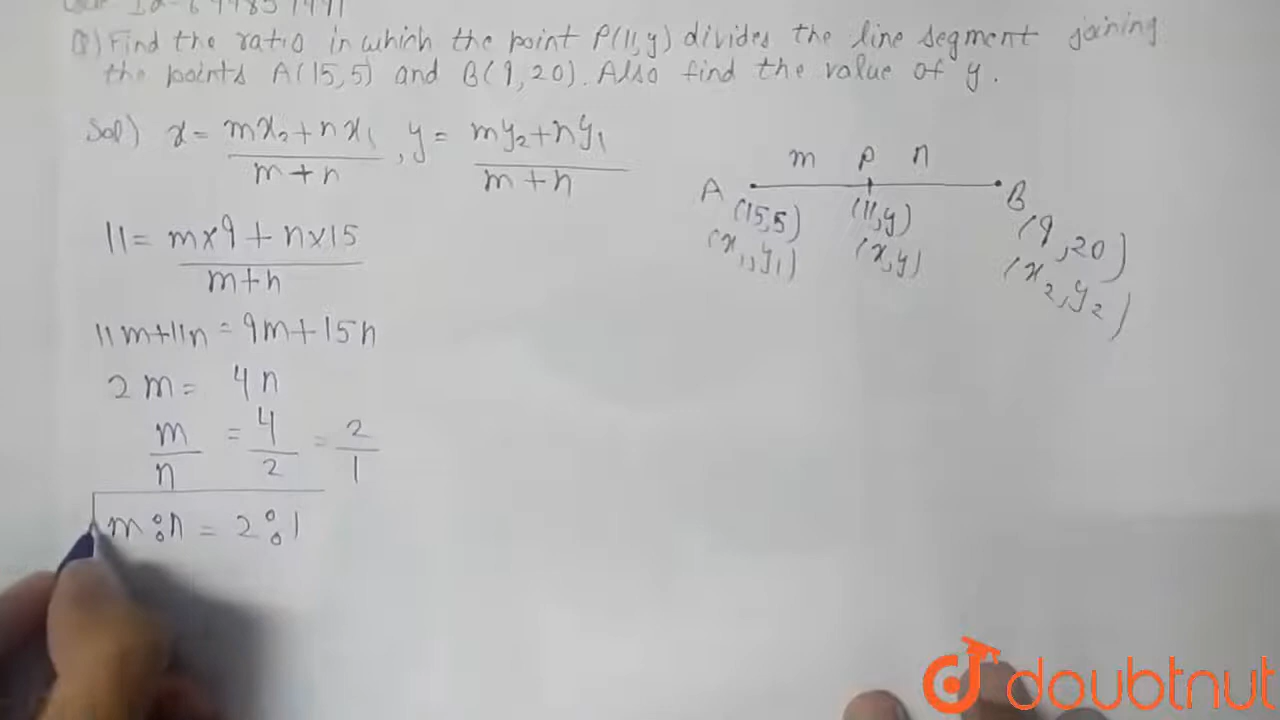 Q) Find the ratio in which the point P(11,y) divides the line segment joining
the points A(15,5) and B(9,20). Also find the value of y.
Sol) x = mx₂+nx₁ / m+n , y = my₂+ny₁ / m+n
m P n
A B
(15,5) (11,y) (9,20)
(x₁,y₁) (x,y) (x₂,y₂)
11 = m×9+n×15 / m+n
11m+11n = 9m+15n
2m = 4n
m/n = 4/2 = 2/1
m:n = 2:1
doubtnut